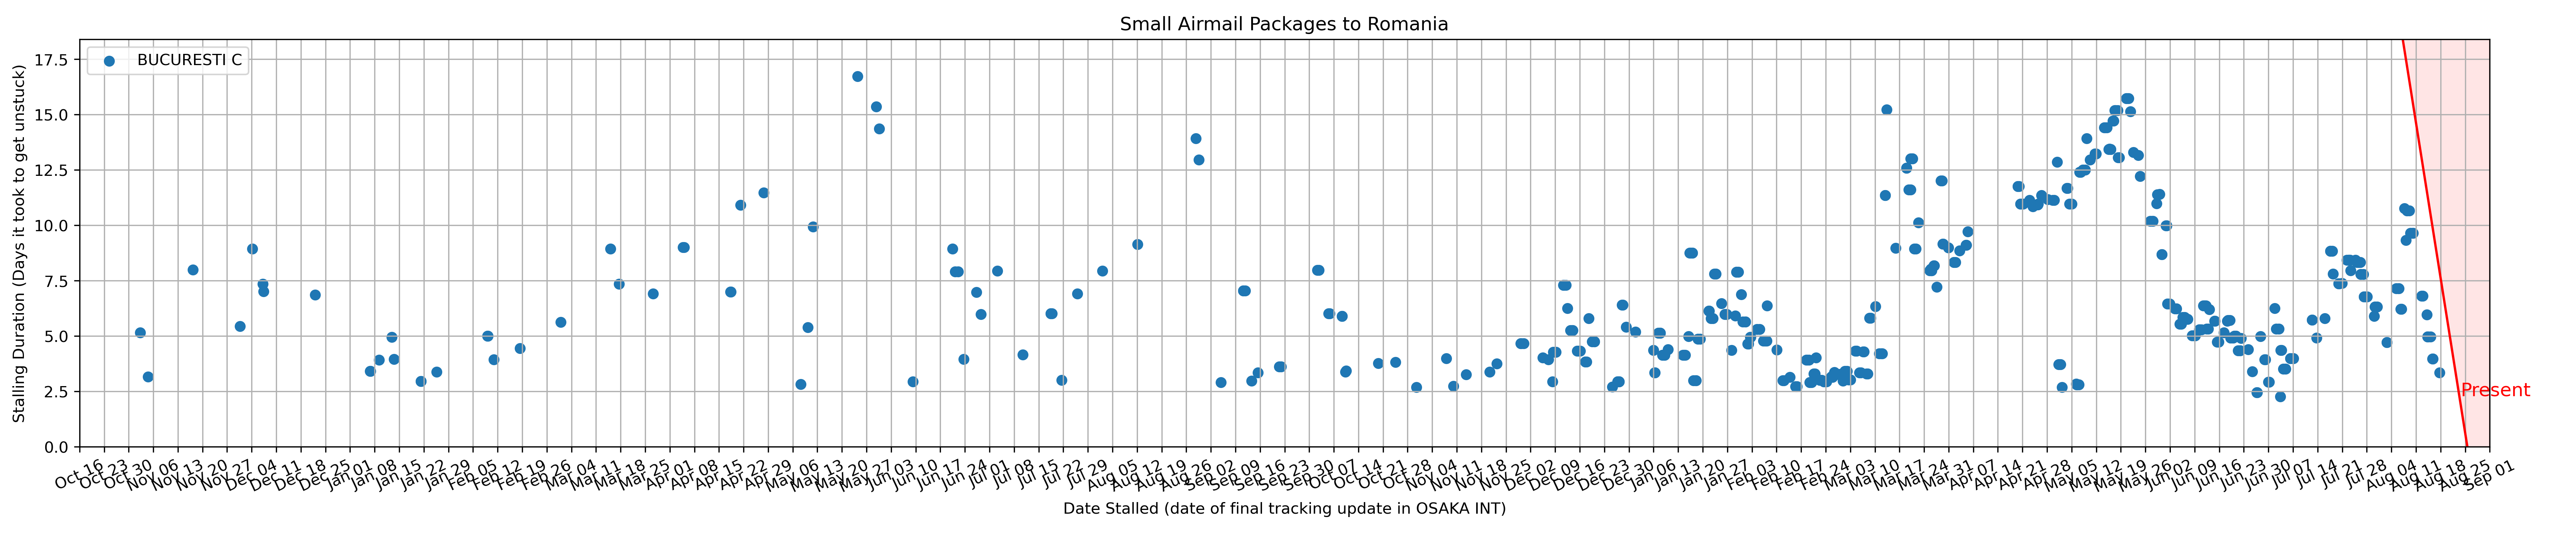 Small Airmail Packages to Romania
BUCURESTI C
17.5
15.0
12.5
10.0
7.5
5.0
2.5
0.0
Stalling Duration (Days it took to get unstuck)
Present
Oct 16
Oct 23
Oct 30
Nov 06
Nov 13
Nov 20
Nov 27
Dec 04
Dec 11
Dec 18
Dec 25
Jan 01
Jan 08
Jan 15
Jan 22
Jan 29
Feb 05
Feb 12
Feb 19
Feb 26
Mar 04
Mar 11
Mar 18
Mar 25
Apr 01
Apr 08
Apr 15
Apr 22
Apr 29
May 06
May 13
May 20
May 27
Jun 03
Jun 10
Jun 17
Jun 24
Jul 01
Jul 08
Jul 15
Jul 22
Jul 29
Aug 05
Aug 12
Aug 19
Aug 26
Sep 02
Sep 09
Sep 16
Sep 23
Sep 30
Oct 07
Oct 14
Oct 21
Oct 28
Nov 04
Nov 11
Nov 18
Nov 25
Dec 02
Dec 09
Dec 16
Dec 23
Dec 30
Jan 06
Jan 13
Jan 20
Jan 27
Feb 03
Feb 10
Feb 17
Feb 24
Mar 03
Mar 10
Mar 17
Mar 24
Mar 31
Apr 07
Apr 14
Apr 21
Apr 28
May 05
May 12
May 19
May 26
Jun 02
Jun 09
Jun 16
Jun 23
Jun 30
Jul 07
Jul 14
Jul 21
Jul 28
Aug 04
Aug 11
Aug 18
Aug 25
Sep 01
Date Stalled (date of final tracking update in OSAKA INT)